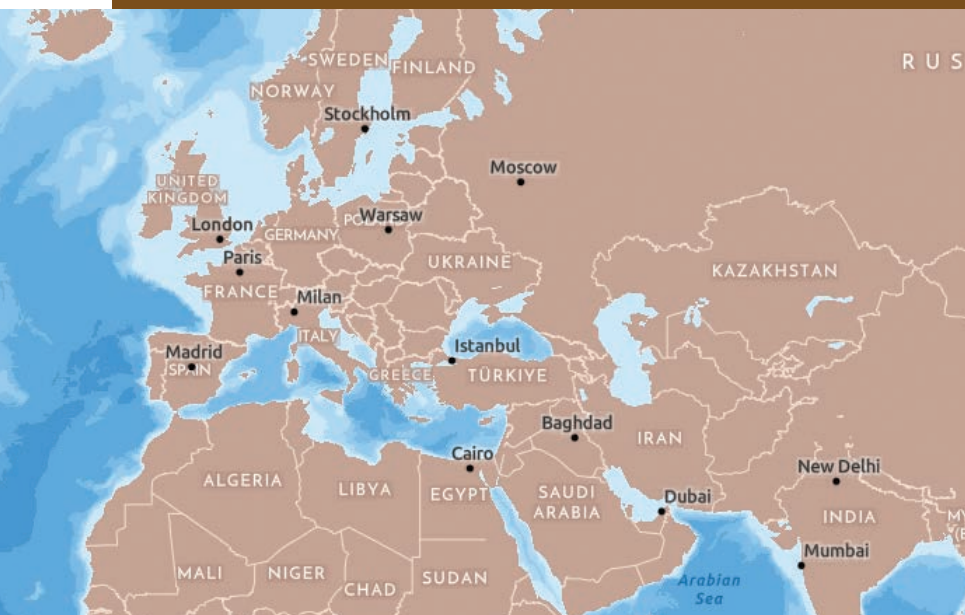 SWEDEN
FINLAND
RUS
NORWAY
Stockholm
Moscow
UNITED
KINGDOM
London
Warsaw
GERMANY
Paris
UKRAINE
FRANCE
Milan
KAZAKHSTAN
ITALY
Istanbul
Madrid
SPAIN
GREECE
TÜRKIYE
Baghdad
IRAN
Cairo
New Delhi
ALGERIA
LIBYA
EGYPT
SAUDI
ARABIA
Dubai
INDIA
Mumbai
MALI
NIGER
CHAD
SUDAN
Arabian
Sea